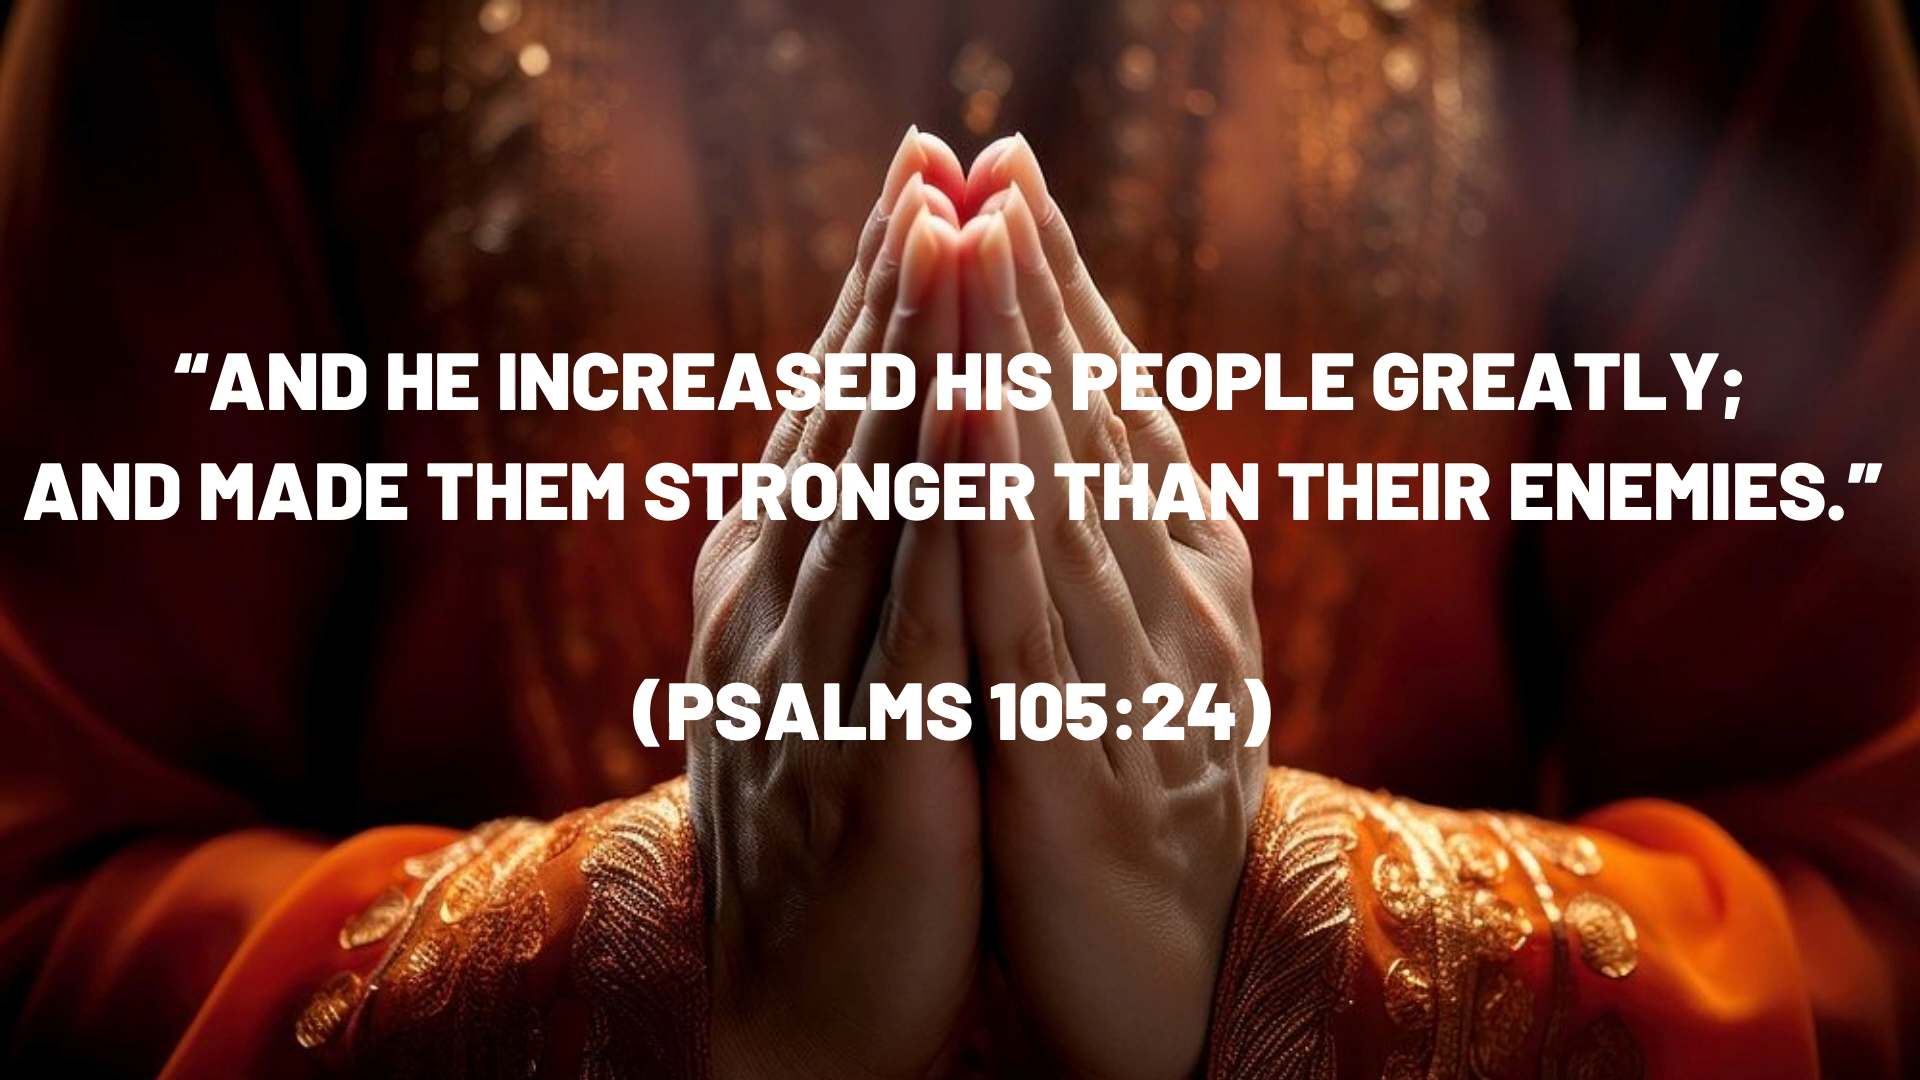 “AND HE INCREASED HIS PEOPLE GREATLY;
AND MADE THEM STRONGER THAN THEIR ENEMIES.”
(PSALMS 105:24)